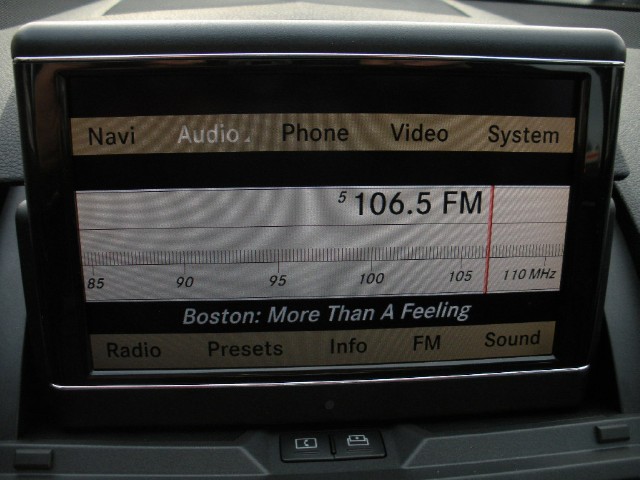 Navi Audio Phone Video System
5 106.5 FM
85 90 95 100 105 110 MHz
Boston: More Than A Feeling
Radio Presets Info FM Sound